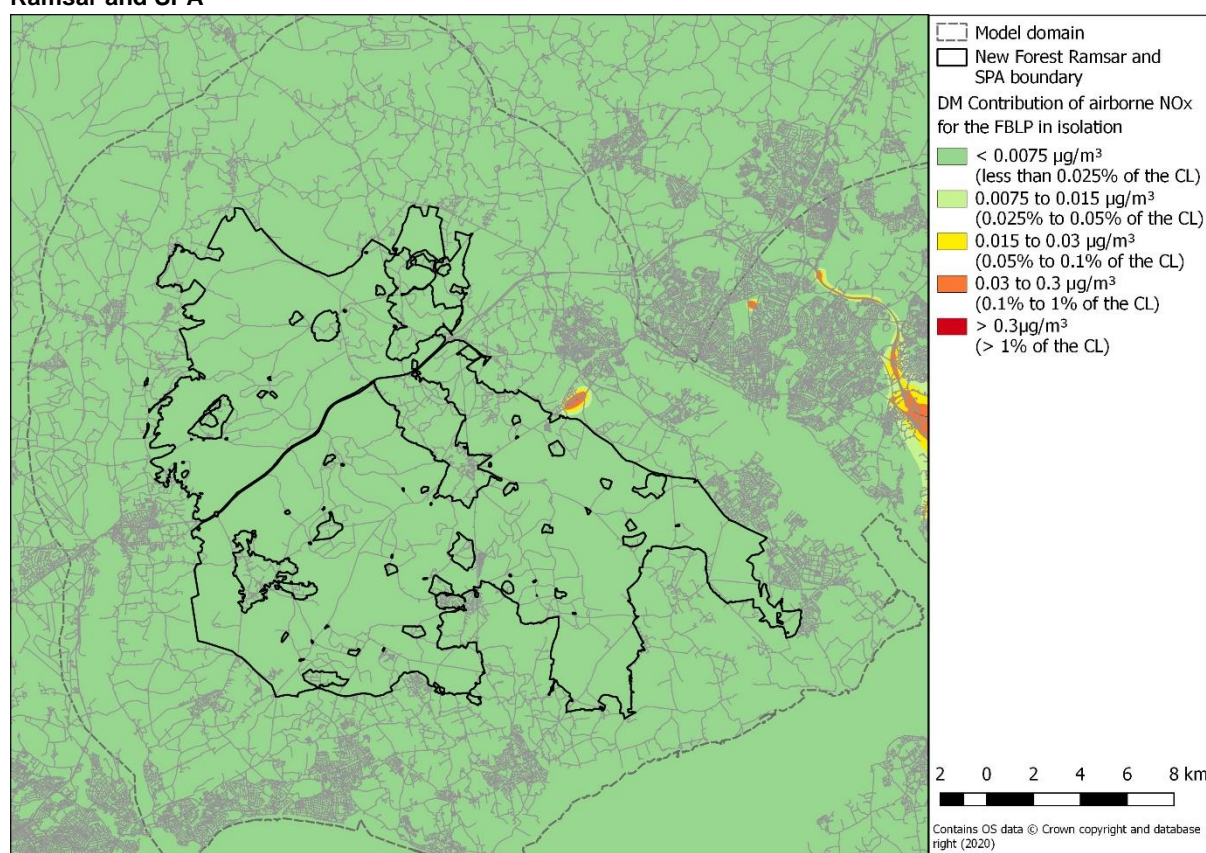 Ramsar and SPA
Model domain
New Forest Ramsar and
SPA boundary
DM Contribution of airborne NOx
for the FBLP in isolation
< 0.0075 µg/m³
(less than 0.025% of the CL)
0.0075 to 0.015 µg/m³
(0.025% to 0.05% of the CL)
0.015 to 0.03 µg/m³
(0.05% to 0.1% of the CL)
0.03 to 0.3 µg/m³
(0.1% to 1% of the CL)
> 0.3µg/m³
(> 1% of the CL)
2 0 2 4 6 8 km
Contains OS data © Crown copyright and database
right (2020)